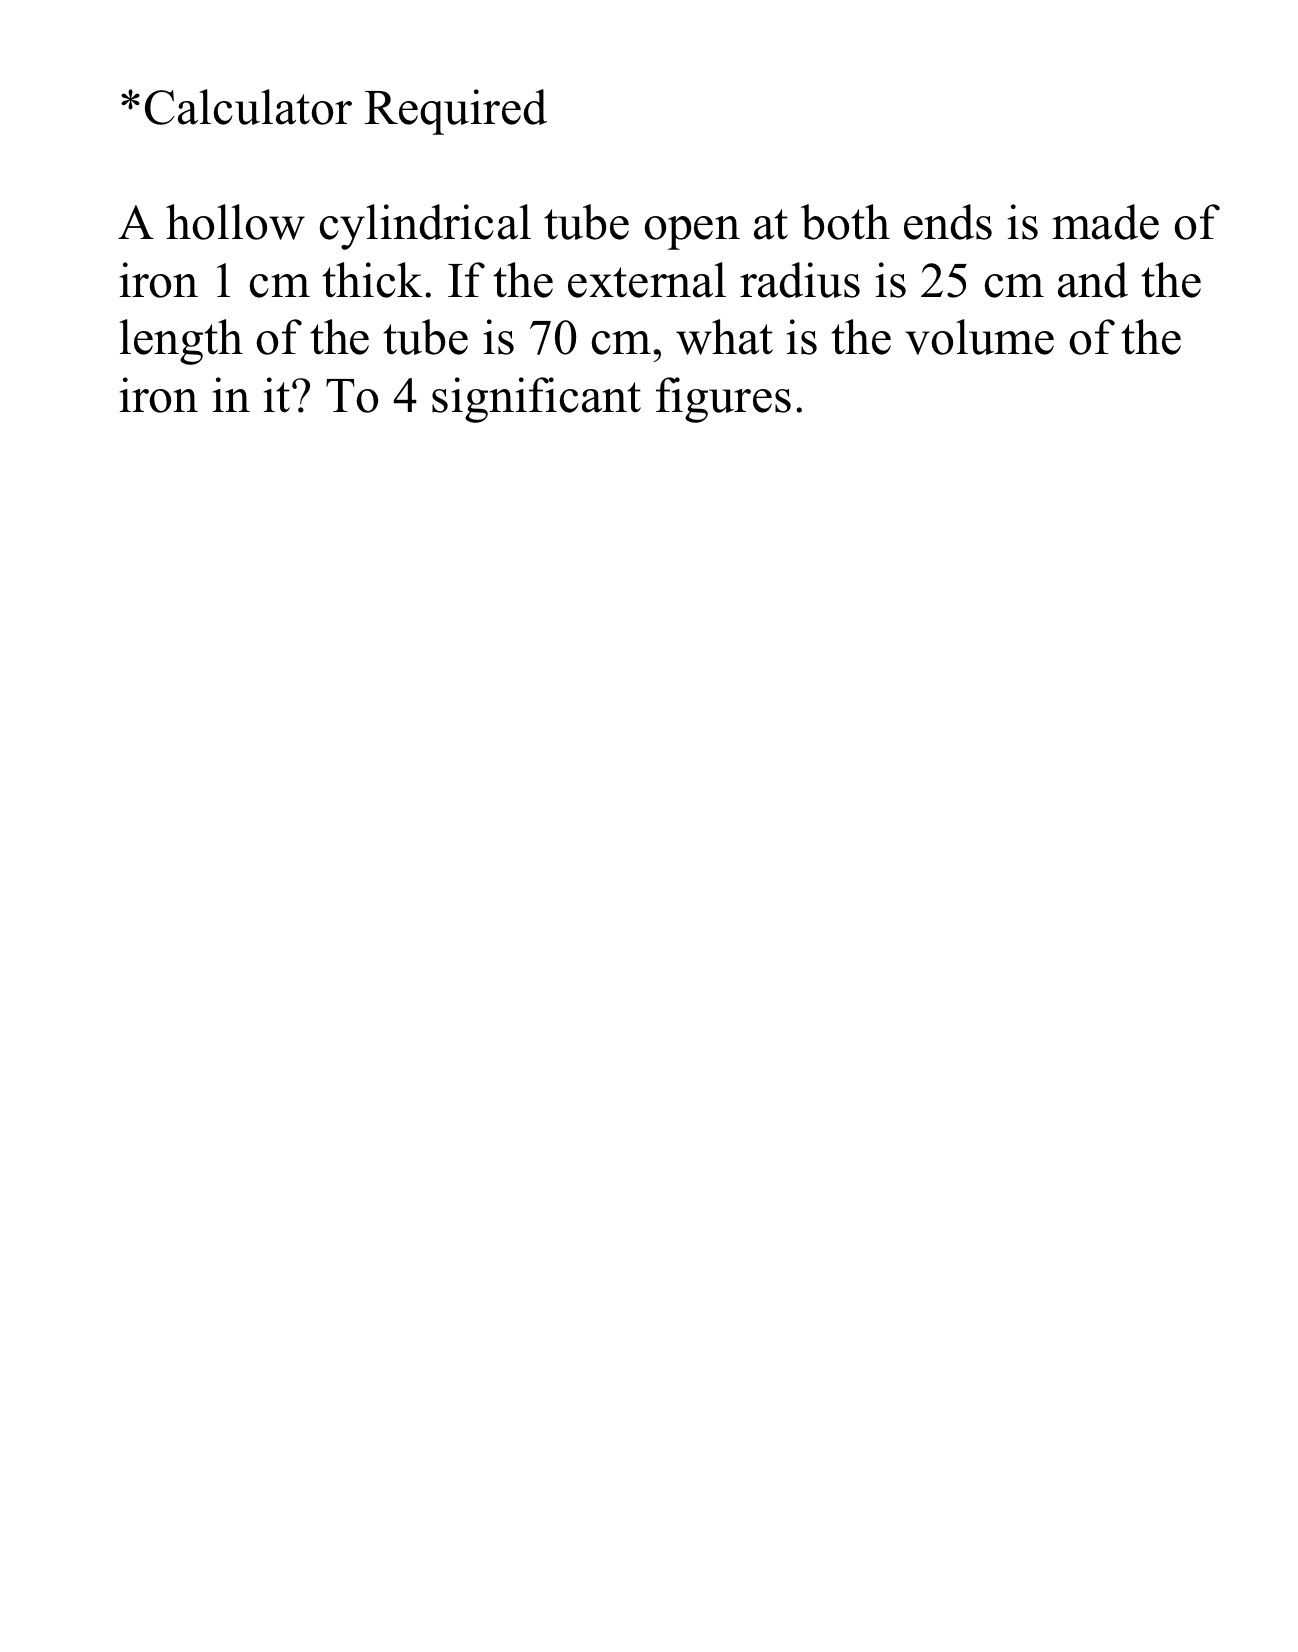 *Calculator Required
A hollow cylindrical tube open at both ends is made of
iron 1 cm thick. If the external radius is 25 cm and the
length of the tube is 70 cm, what is the volume of the
iron in it? To 4 significant figures.